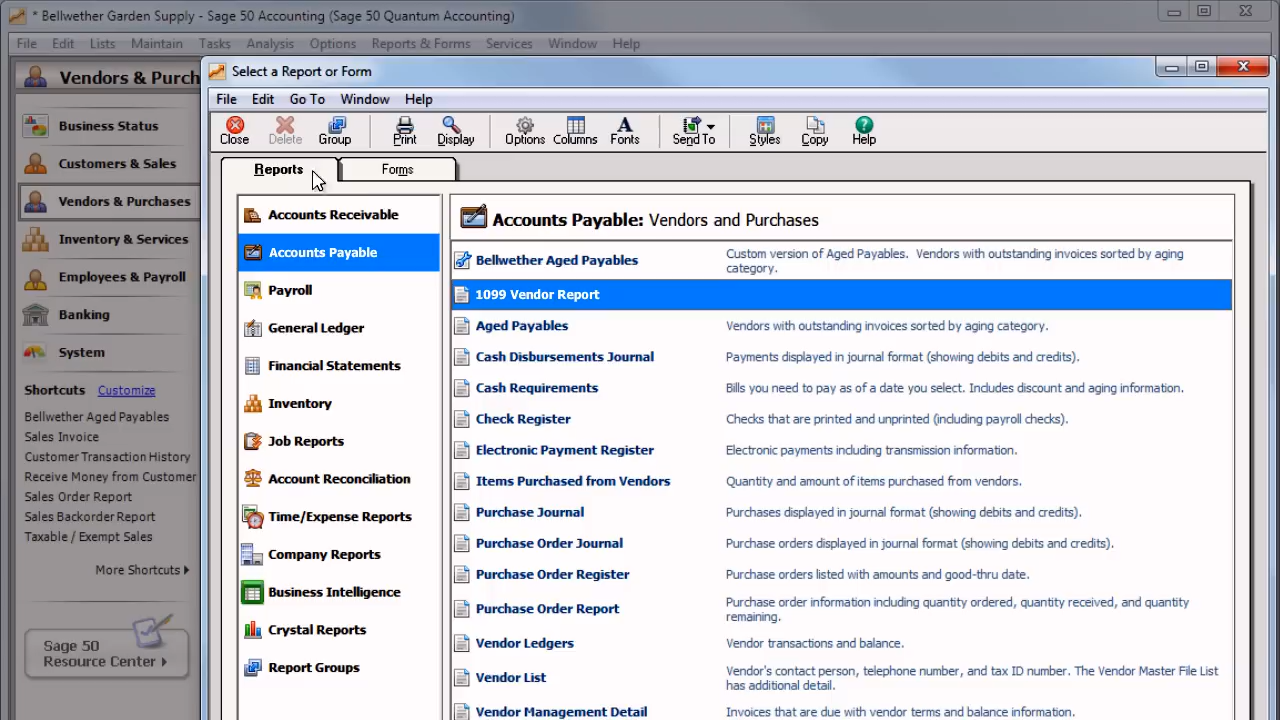 * Bellwether Garden Supply - Sage 50 Accounting (Sage 50 Quantum Accounting)
File Edit Lists Maintain Tasks Analysis Options Reports & Forms Services Window Help
Vendors & Purch
Business Status
Customers & Sales
Vendors & Purchases
Inventory & Services
Employees & Payroll
Banking
System
Shortcuts Customize
Bellwether Aged Payables
Sales Invoice
Customer Transaction History
Receive Money from Customer
Sales Order Report
Sales Backorder Report
Taxable / Exempt Sales
More Shortcuts
Sage 50
Resource Center
Select a Report or Form
File Edit Go To Window Help
Close Delete Group Print Display Options Columns Fonts Send To Styles Copy Help
Reports Forms
Accounts Receivable
Accounts Payable
Payroll
General Ledger
Financial Statements
Inventory
Job Reports
Account Reconciliation
Time/Expense Reports
Company Reports
Business Intelligence
Crystal Reports
Report Groups
Accounts Payable: Vendors and Purchases
Bellwether Aged Payables Custom version of Aged Payables. Vendors with outstanding invoices sorted by aging
category.
1099 Vendor Report
Aged Payables Vendors with outstanding invoices sorted by aging category.
Cash Disbursements Journal Payments displayed in journal format (showing debits and credits).
Cash Requirements Bills you need to pay as of a date you select. Includes discount and aging information.
Check Register Checks that are printed and unprinted (including payroll checks).
Electronic Payment Register Electronic payments including transmission information.
Items Purchased from Vendors Quantity and amount of items purchased from vendors.
Purchase Journal Purchases displayed in journal format (showing debits and credits).
Purchase Order Journal Purchase orders displayed in journal format (showing debits and credits).
Purchase Order Register Purchase orders listed with amounts and good-thru date.
Purchase Order Report Purchase order information including quantity ordered, quantity received, and quantity
remaining.
Vendor Ledgers Vendor transactions and balance.
Vendor List Vendor's contact person, telephone number, and tax ID number. The Vendor Master File List
has additional detail.
Vendor Management Detail Invoices that are due with vendor terms and balance information.